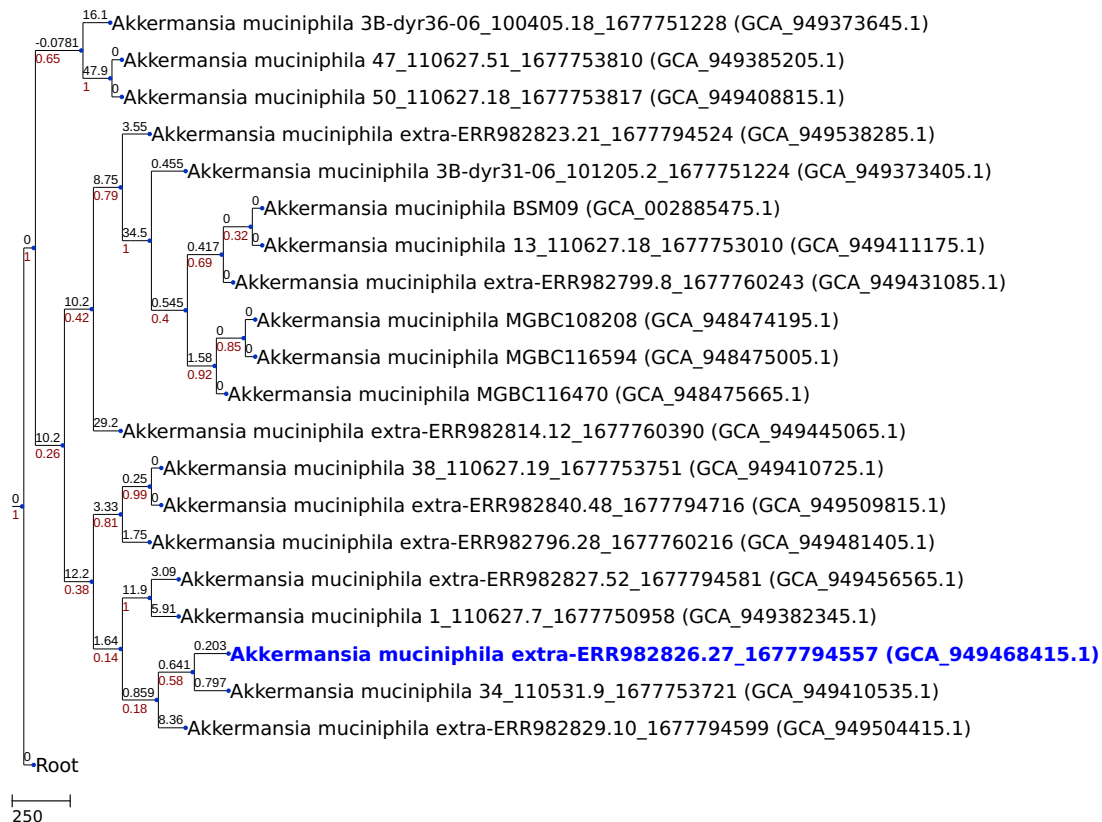 16.1
Akkermansia muciniphila 3B-dyr36-06_100405.18_1677751228 (GCA_949373645.1)
-0.0781
0.65
0
Akkermansia muciniphila 47_110627.51_1677753810 (GCA_949385205.1)
47.9
1
0
Akkermansia muciniphila 50_110627.18_1677753817 (GCA_949408815.1)
3.55
Akkermansia muciniphila extra-ERR982823.21_1677794524 (GCA_949538285.1)
0.455
Akkermansia muciniphila 3B-dyr31-06_101205.2_1677751224 (GCA_949373405.1)
8.75
0.79
0
Akkermansia muciniphila BSM09 (GCA_002885475.1)
0
0.32
34.5
1
0
Akkermansia muciniphila 13_110627.18_1677753010 (GCA_949411175.1)
0
1
0.417
0.69
0
Akkermansia muciniphila extra-ERR982799.8_1677760243 (GCA_949431085.1)
10.2
0.42
0.545
0.4
0
Akkermansia muciniphila MGBC108208 (GCA_948474195.1)
0
0.85
0
Akkermansia muciniphila MGBC116594 (GCA_948475005.1)
1.58
0.92
0
Akkermansia muciniphila MGBC116470 (GCA_948475665.1)
29.2
Akkermansia muciniphila extra-ERR982814.12_1677760390 (GCA_949445065.1)
10.2
0.26
0
Akkermansia muciniphila 38_110627.19_1677753751 (GCA_949410725.1)
0.25
0.99
0
Akkermansia muciniphila extra-ERR982840.48_1677794716 (GCA_949509815.1)
0
1
3.33
0.81
1.75
Akkermansia muciniphila extra-ERR982796.28_1677760216 (GCA_949481405.1)
12.2
0.38
3.09
Akkermansia muciniphila extra-ERR982827.52_1677794581 (GCA_949456565.1)
11.9
1
5.91
Akkermansia muciniphila 1_110627.7_1677750958 (GCA_949382345.1)
1.64
0.14
0.203
Akkermansia muciniphila extra-ERR982826.27_1677794557 (GCA_949468415.1)
0.641
0.58
0.797
Akkermansia muciniphila 34_110531.9_1677753721 (GCA_949410535.1)
0.859
0.18
8.36
Akkermansia muciniphila extra-ERR982829.10_1677794599 (GCA_949504415.1)
0
Root
250